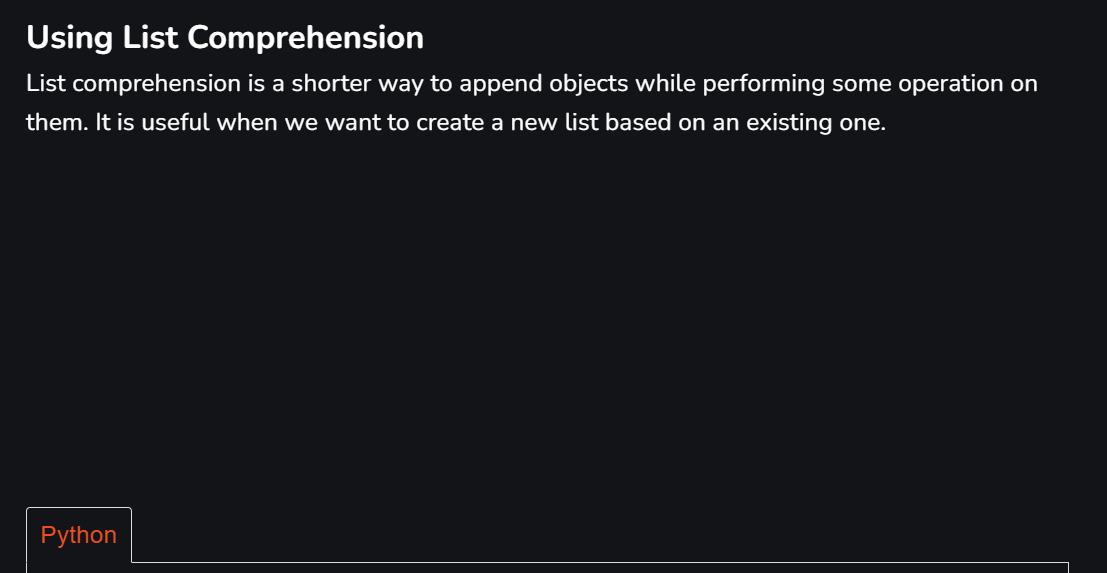 Using List Comprehension
List comprehension is a shorter way to append objects while performing some operation on
them. It is useful when we want to create a new list based on an existing one.
Python